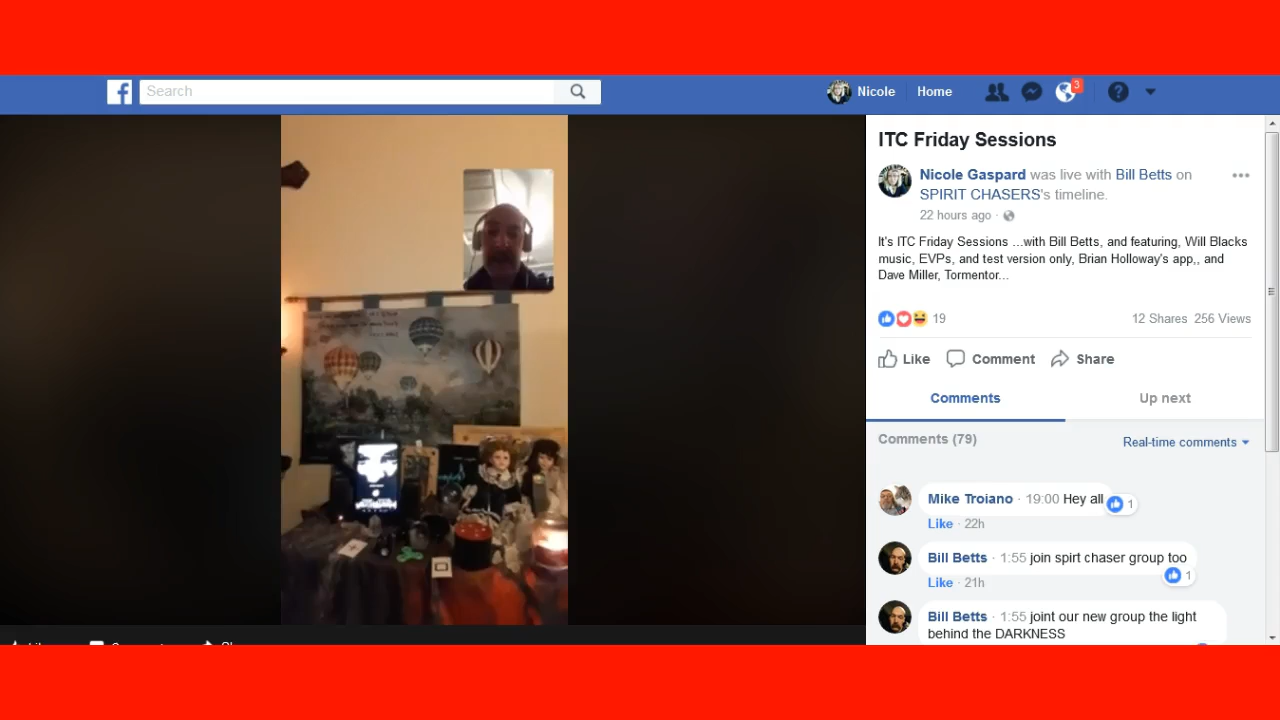 Search
Nicole
Home
3
ITC Friday Sessions
Nicole Gaspard was live with Bill Betts on
SPIRIT CHASERS's timeline.
22 hours ago ·
It's ITC Friday Sessions ...with Bill Betts, and featuring, Will Blacks
music, EVPs, and test version only, Brian Holloway's app,, and
Dave Miller, Tormentor...
19
12 Shares 256 Views
Like Comment Share
Comments Up next
Comments (79)
Real-time comments
Mike Troiano · 19:00 Hey all
1
Like · 22h
Bill Betts · 1:55 join spirt chaser group too
1
Like · 21h
Bill Betts · 1:55 joint our new group the light
behind the DARKNESS